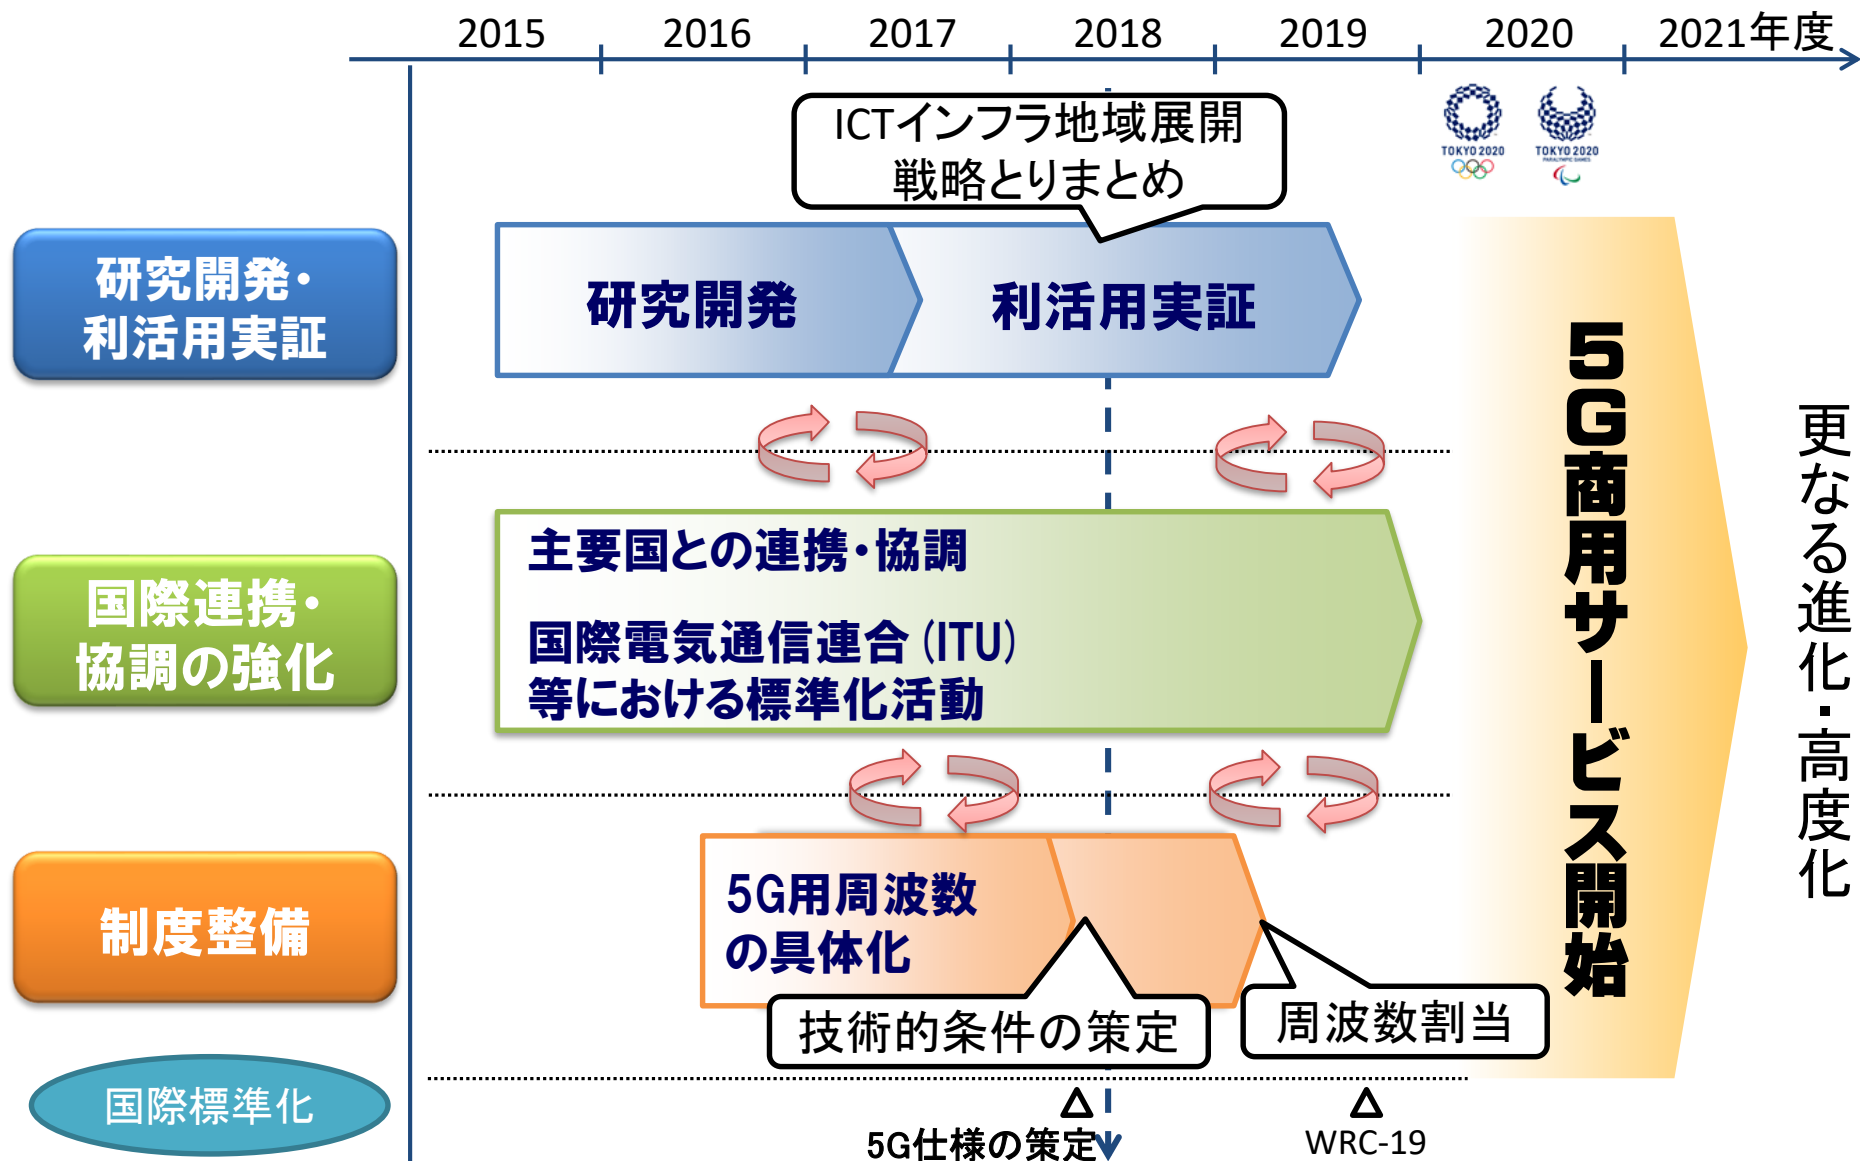 2015
2016
2017
2018
2019
2020
2021年度
ICTインフラ地域展開
戦略とりまとめ
TOKYO 2020
TOKYO 2020
PARALYMPIC GAMES
研究開発・
利活用実証
研究開発
利活用実証
国際連携・
協調の強化
主要国との連携・協調
国際電気通信連合(ITU)
等における標準化活動
制度整備
5G用周波数
の具体化
技術的条件の策定
周波数割当
国際標準化
5G仕様の策定
WRC-19
5G商用サービス開始
更なる進化・高度化